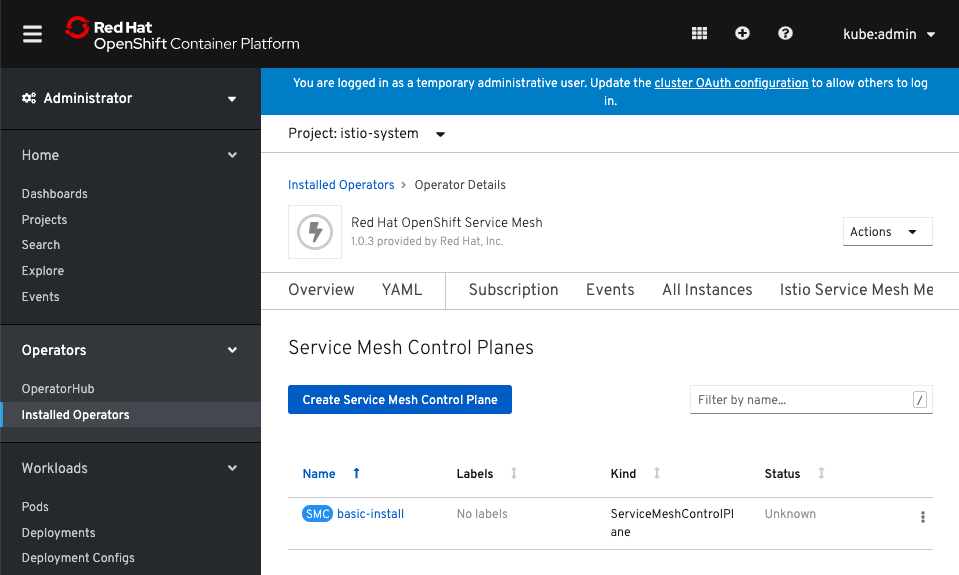 Red Hat
OpenShift Container Platform
kube:admin
Administrator
Home
Dashboards
Projects
Search
Explore
Events
Operators
OperatorHub
Installed Operators
Workloads
Pods
Deployments
Deployment Configs
You are logged in as a temporary administrative user. Update the cluster OAuth configuration to allow others to log
in.
Project: istio-system
Installed Operators > Operator Details
Red Hat OpenShift Service Mesh
1.0.3 provided by Red Hat, Inc.
Actions
Overview YAML Subscription Events All Instances Istio Service Mesh Me
Service Mesh Control Planes
Create Service Mesh Control Plane
Filter by name... /
Name Labels Kind Status
SMC basic-install No labels ServiceMeshControlPl Unknown
ane